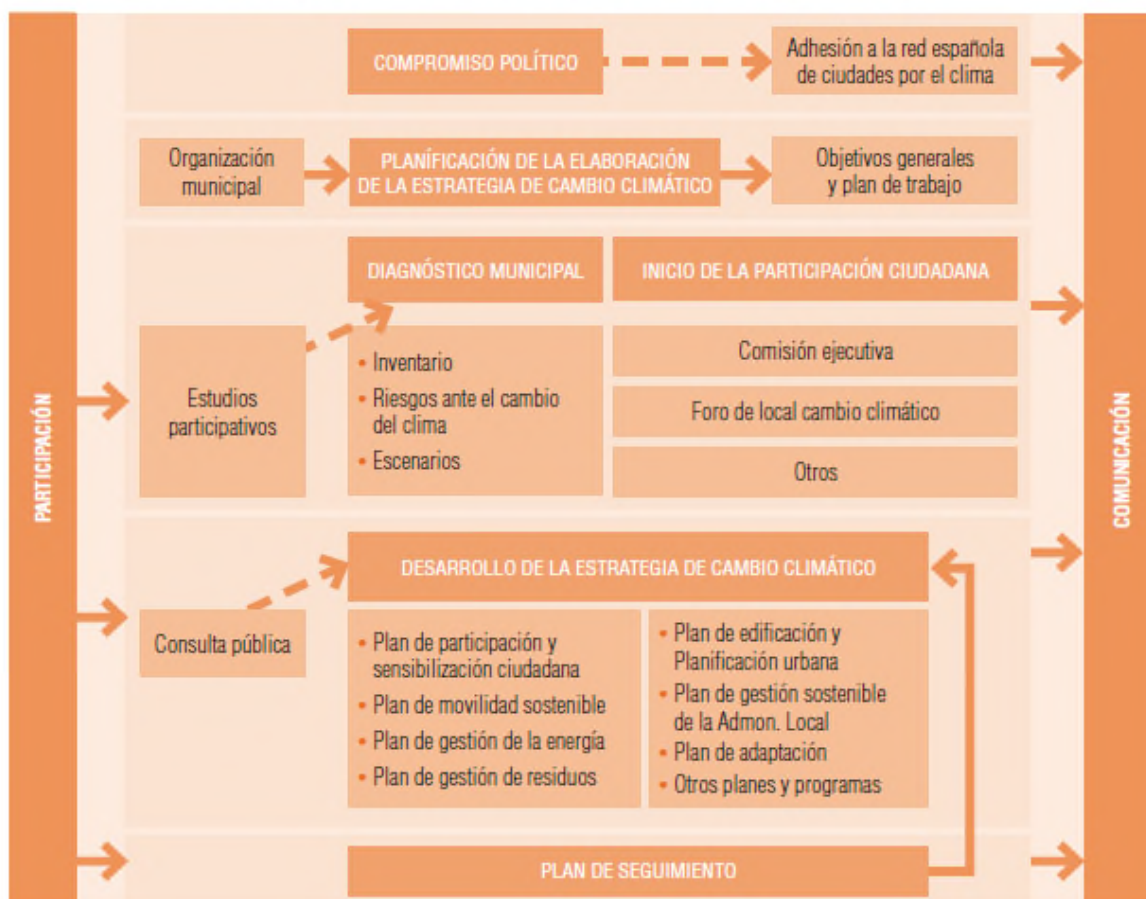 COMPROMISO POLÍTICO
Adhesión a la red española
de ciudades por el clima
Organización
municipal
PLANÍFICACIÓN DE LA ELABORACIÓN
DE LA ESTRATEGIA DE CAMBIO CLIMÁTICO
Objetivos generales
y plan de trabajo
DIAGNÓSTICO MUNICIPAL
INICIO DE LA PARTICIPACIÓN CIUDADANA
Estudios
participativos
• Inventario
• Riesgos ante el cambio
del clima
• Escenarios
Comisión ejecutiva
Foro de local cambio climático
Otros
PARTICIPACIÓN
COMUNICACIÓN
DESARROLLO DE LA ESTRATEGIA DE CAMBIO CLIMÁTICO
Consulta pública
• Plan de participación y
sensibilización ciudadana
• Plan de movilidad sostenible
• Plan de gestión de la energía
• Plan de gestión de residuos
• Plan de edificación y
Planificación urbana
• Plan de gestión sostenible
de la Admon. Local
• Plan de adaptación
• Otros planes y programas
PLAN DE SEGUIMIENTO